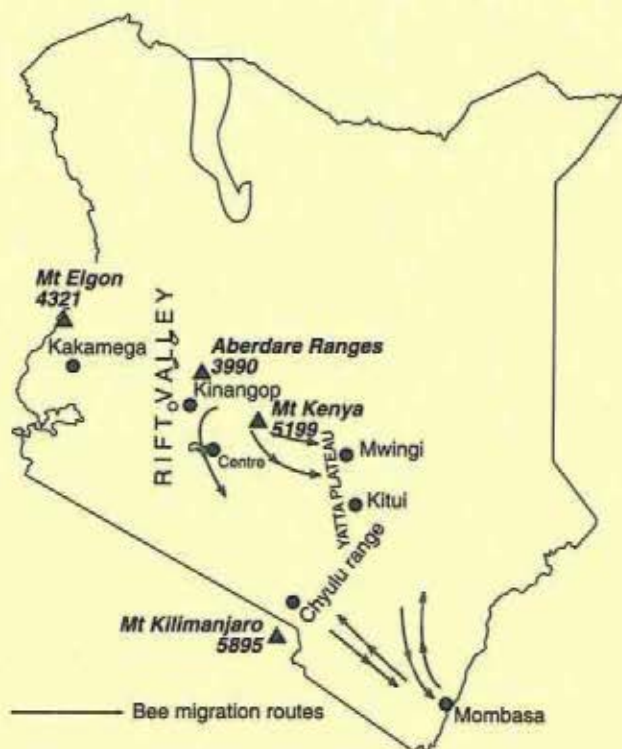 Mt Elgon
4321
Kakamega
RIFT VALLEY
Aberdare Ranges
3990
Kinangop
Mt Kenya
5199
Centre
Mwingi
YATTA PLATEAU
Kitui
Chyulu range
Mt Kilimanjaro
5895
Bee migration routes
Mombasa